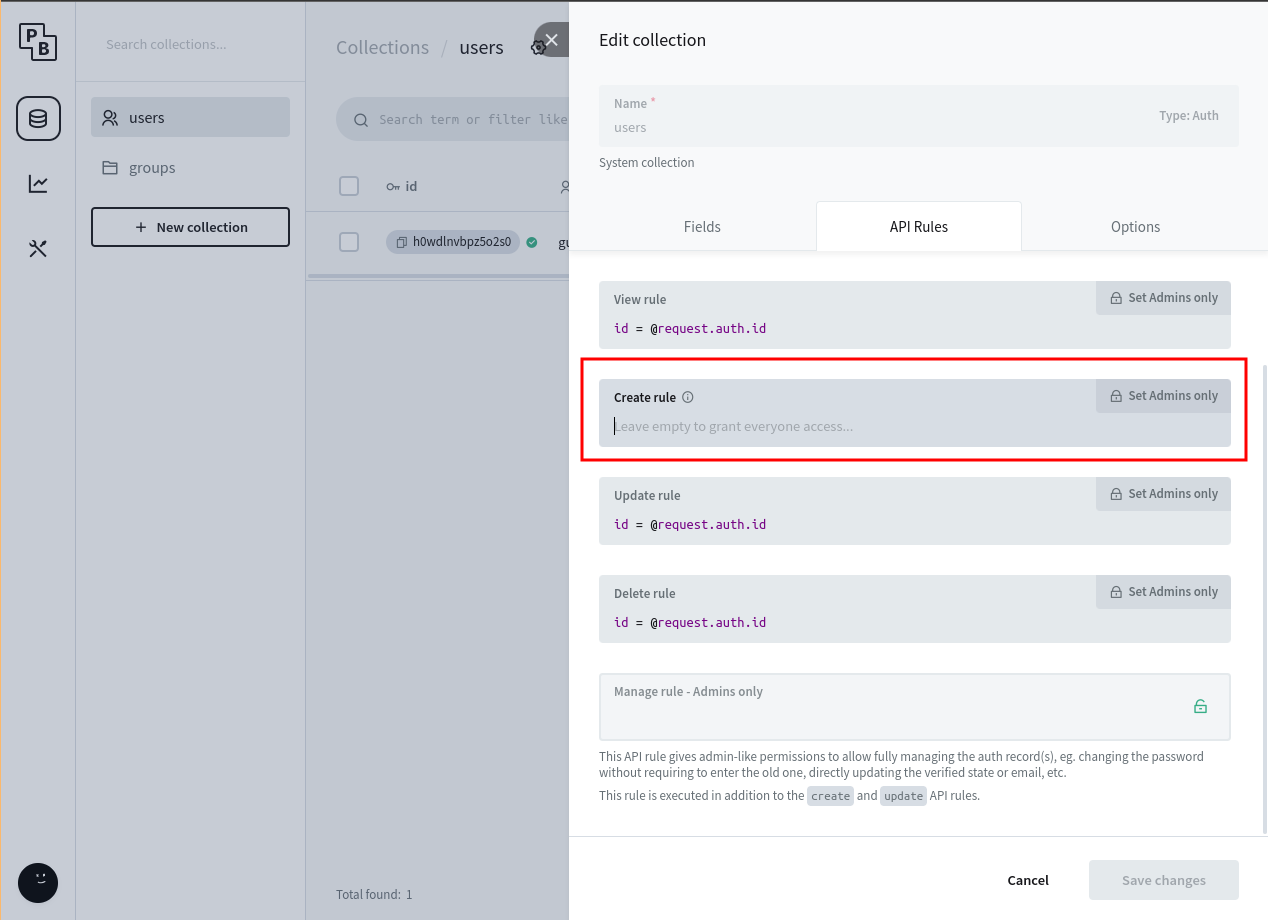 PB
Search collections...
users
groups
+ New collection
Collections / users
Search term or filter like
id
h0wdlnvbpz5o2s0
gu
Total found: 1
Edit collection
Name *
users
Type: Auth
System collection
Fields
API Rules
Options
View rule
Set Admins only
id = @request.auth.id
Create rule
Set Admins only
Leave empty to grant everyone access...
Update rule
Set Admins only
id = @request.auth.id
Delete rule
Set Admins only
id = @request.auth.id
Manage rule - Admins only
This API rule gives admin-like permissions to allow fully managing the auth record(s), eg. changing the password
without requiring to enter the old one, directly updating the verified state or email, etc.
This rule is executed in addition to the create and update API rules.
Cancel
Save changes